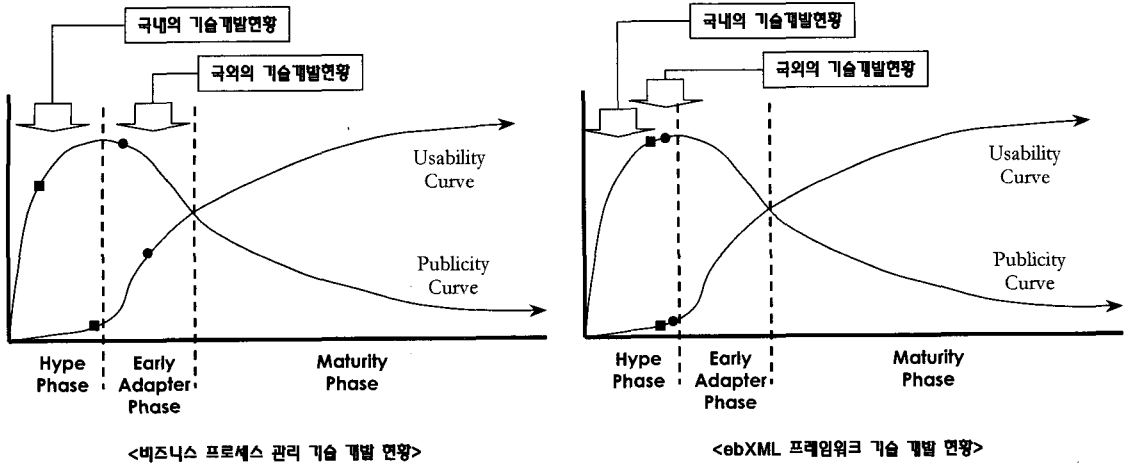 국내의 기술개발현황
국외의 기술개발현황
Usability
Curve
Publicity
Curve
Hype
Phase
Early
Adapter
Phase
Maturity
Phase
<비즈니스 프로세스 관리 기술 개발 현황>
국내의 기술개발현황
국외의 기술개발현황
Usability
Curve
Publicity
Curve
Hype
Phase
Early
Adapter
Phase
Maturity
Phase
<ebXML 프레임워크 기술 개발 현황>